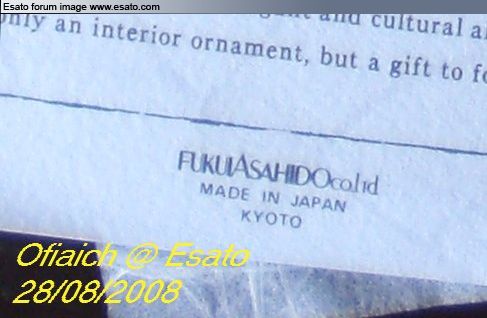 Esato forum image www.esato.com
and cultural
only an interior ornament, but a gift to
FUKUIASAHIDOco.ltd
MADE IN JAPAN
KYOTO
Ofiaich @ Esato
28/08/2008